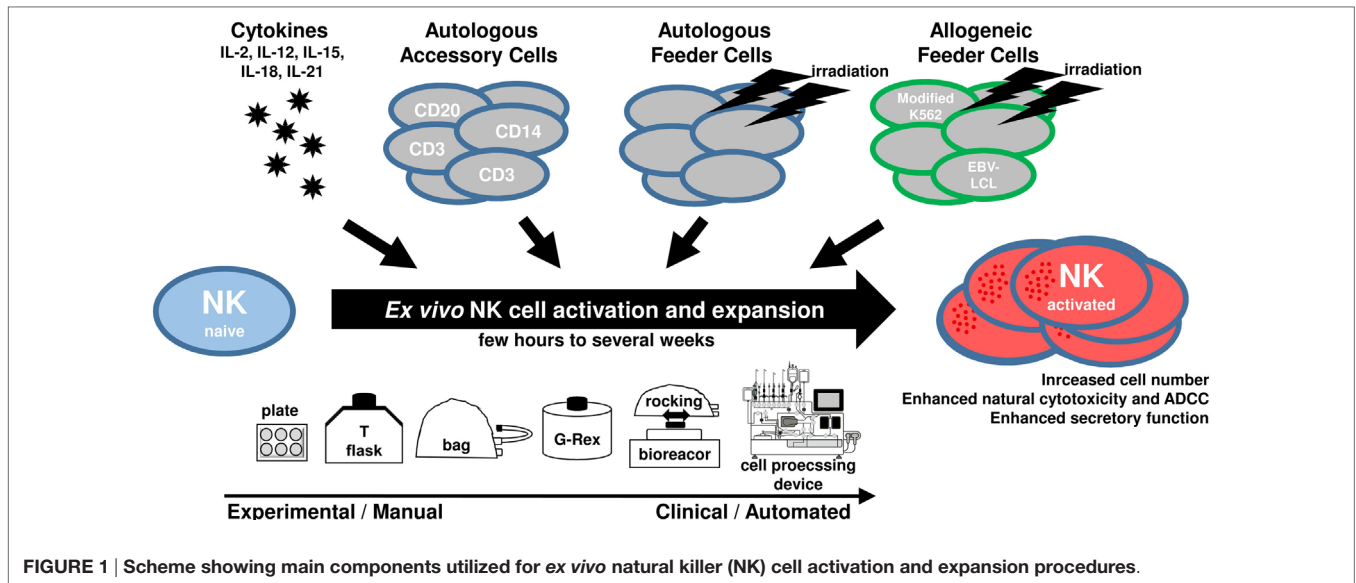 Cytokines
IL-2, IL-12, IL-15,
IL-18, IL-21
Autologous
Accessory Cells
CD20
CD14
CD3
CD3
Autologous
Feeder Cells
irradiation
Allogeneic
Feeder Cells
irradiation
Modified
K562
EBV-
LCL
NK
naive
Ex vivo NK cell activation and expansion
few hours to several weeks
NK
activated
Inrceased cell number
Enhanced natural cytotoxicity and ADCC
Enhanced secretory function
plate
T
flask
bag
G-Rex
rocking
bioreacor
cell proecssing
device
Experimental / Manual
Clinical / Automated
FIGURE 1 | Scheme showing main components utilized for ex vivo natural killer (NK) cell activation and expansion procedures.